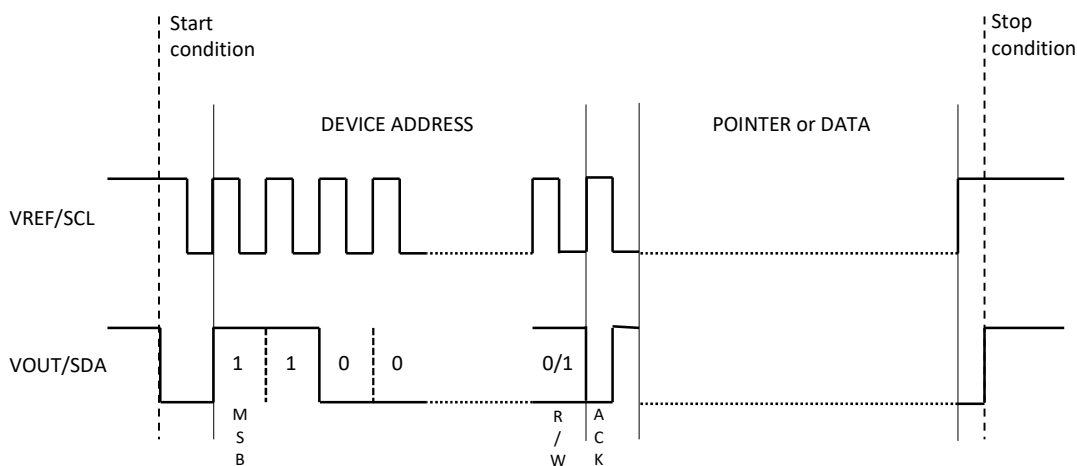 Start
condition
Stop
condition
DEVICE ADDRESS
POINTER or DATA
VREF/SCL
VOUT/SDA
1
1
0
0
0/1
M
S
B
R
/
W
A
C
K